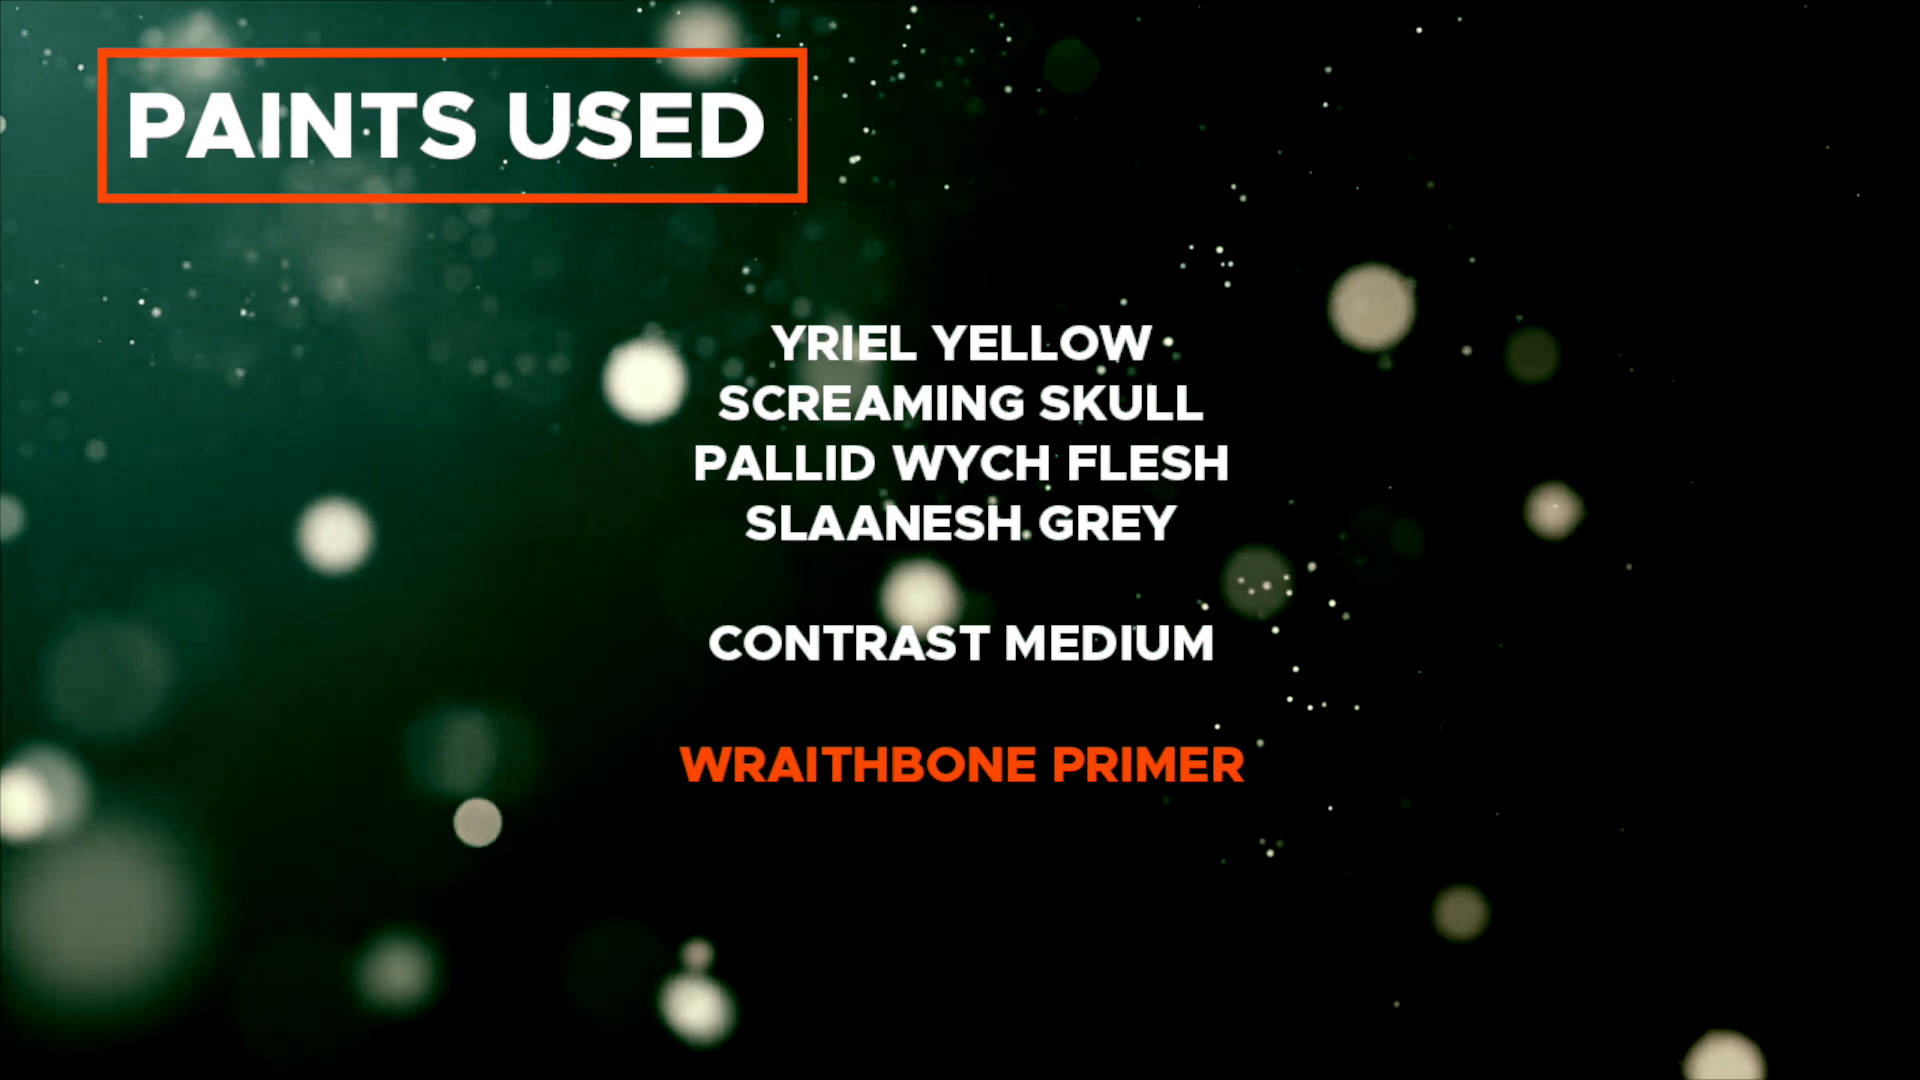 PAINTS USED
YRIEL YELLOW
SCREAMING SKULL
PALLID WYCH FLESH
SLAANESH GREY
CONTRAST MEDIUM
WRAITHBONE PRIMER